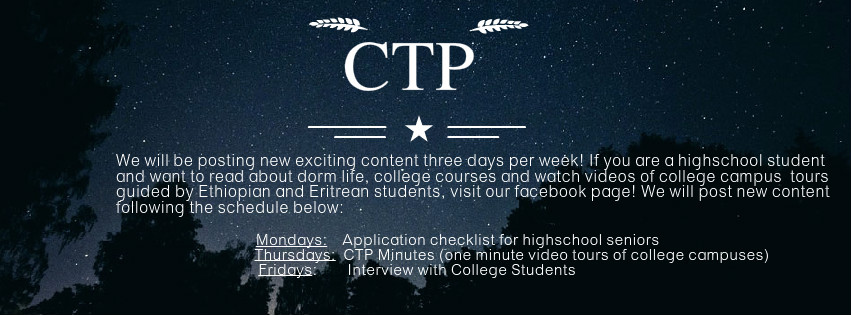 CTP
We will be posting new exciting content three days per week! If you are a highschool student
and want to read about dorm life, college courses and watch videos of college campus tours
guided by Ethiopian and Eritrean students, visit our facebook page! We will post new content
following the schedule below:
Mondays: Application checklist for highschool seniors
Thursdays: CTP Minutes (one minute video tours of college campuses)
Fridays: Interview with College Students